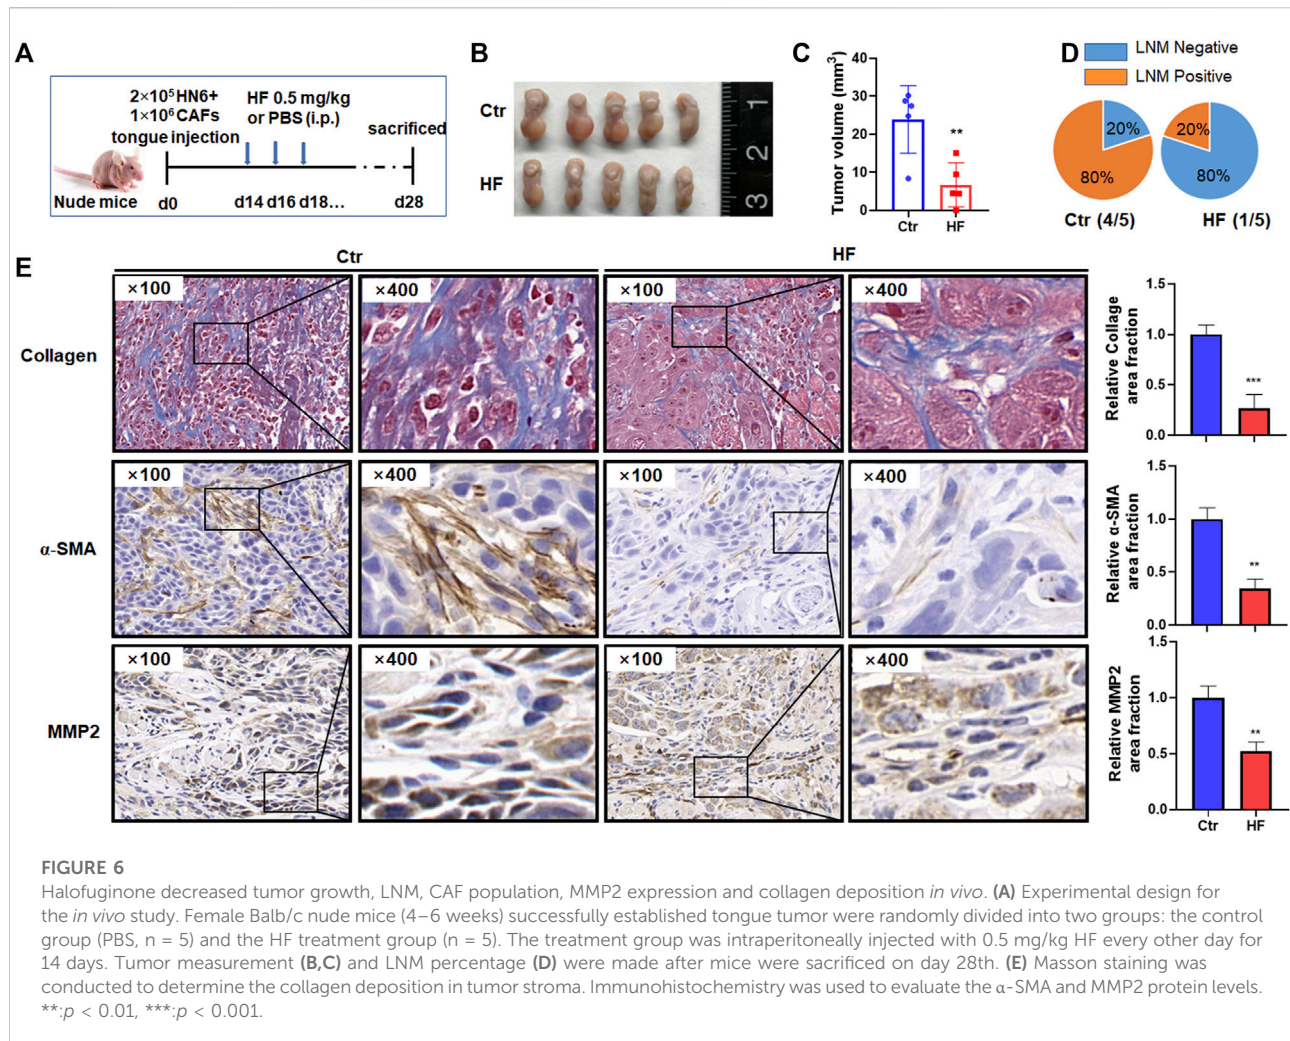 A
2×10⁵HN6+
1×10⁶CAFs
tongue injection
HF 0.5 mg/kg
or PBS (i.p.)
sacrificed
Nude mice
d0
d14 d16 d18...
d28
B
Ctr
HF
1
2
3
C
Tumor volume (mm³)
40
30
20
10
0
**
Ctr
HF
D
LNM Negative
LNM Positive
20%
80%
20%
80%
Ctr (4/5)
HF (1/5)
E
Ctr
HF
Collagen
×100
×400
×100
×400
Relative Collage
area fraction
1.5
1.0
0.5
0.0
***
α-SMA
×100
×400
×100
×400
Relative α-SMA
area fraction
1.5
1.0
0.5
0.0
**
MMP2
×100
×400
×100
×400
Relative MMP2
area fraction
1.5
1.0
0.5
0.0
**
Ctr
HF
FIGURE 6
Halofuginone decreased tumor growth, LNM, CAF population, MMP2 expression and collagen deposition in vivo. (A) Experimental design for
the in vivo study. Female Balb/c nude mice (4–6 weeks) successfully established tongue tumor were randomly divided into two groups: the control
group (PBS, n = 5) and the HF treatment group (n = 5). The treatment group was intraperitoneally injected with 0.5 mg/kg HF every other day for
14 days. Tumor measurement (B,C) and LNM percentage (D) were made after mice were sacrificed on day 28th. (E) Masson staining was
conducted to determine the collagen deposition in tumor stroma. Immunohistochemistry was used to evaluate the α-SMA and MMP2 protein levels.
**:p < 0.01, ***:p < 0.001.